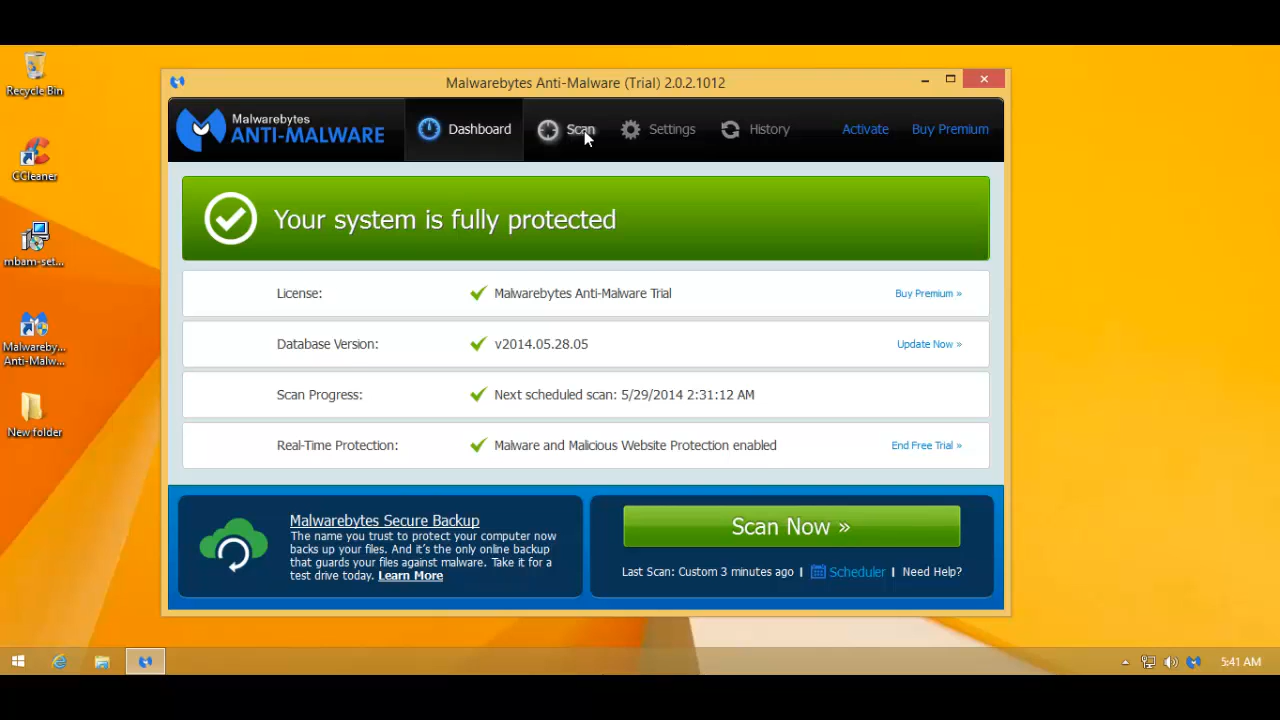 Recycle Bin
CCleaner
mbam-set...
Malwareby...
Anti-Malw...
New folder
Malwarebytes Anti-Malware (Trial) 2.0.2.1012
Malwarebytes
ANTI-MALWARE
Dashboard
Scan
Settings
History
Activate
Buy Premium
Your system is fully protected
License:
Malwarebytes Anti-Malware Trial
Buy Premium »
Database Version:
v2014.05.28.05
Update Now »
Scan Progress:
Next scheduled scan: 5/29/2014 2:31:12 AM
Real-Time Protection:
Malware and Malicious Website Protection enabled
End Free Trial »
Malwarebytes Secure Backup
The name you trust to protect your computer now
backs up your files. And it's the only online backup
that guards your files against malware. Take it for a
test drive today. Learn More
Scan Now »
Last Scan: Custom 3 minutes ago | Scheduler | Need Help?
5:41 AM